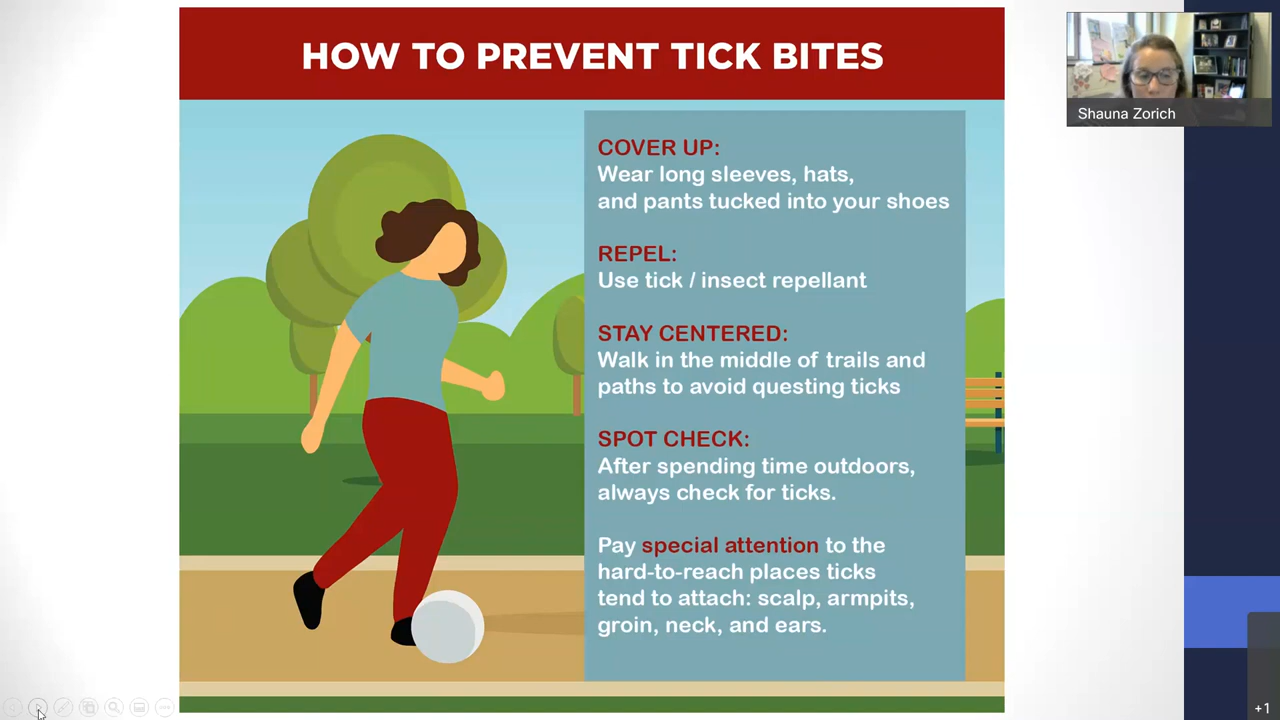 HOW TO PREVENT TICK BITES
Shauna Zorich
COVER UP:
Wear long sleeves, hats,
and pants tucked into your shoes
REPEL:
Use tick / insect repellant
STAY CENTERED:
Walk in the middle of trails and
paths to avoid questing ticks
SPOT CHECK:
After spending time outdoors,
always check for ticks.
Pay special attention to the
hard-to-reach places ticks
tend to attach: scalp, armpits,
groin, neck, and ears.
+1